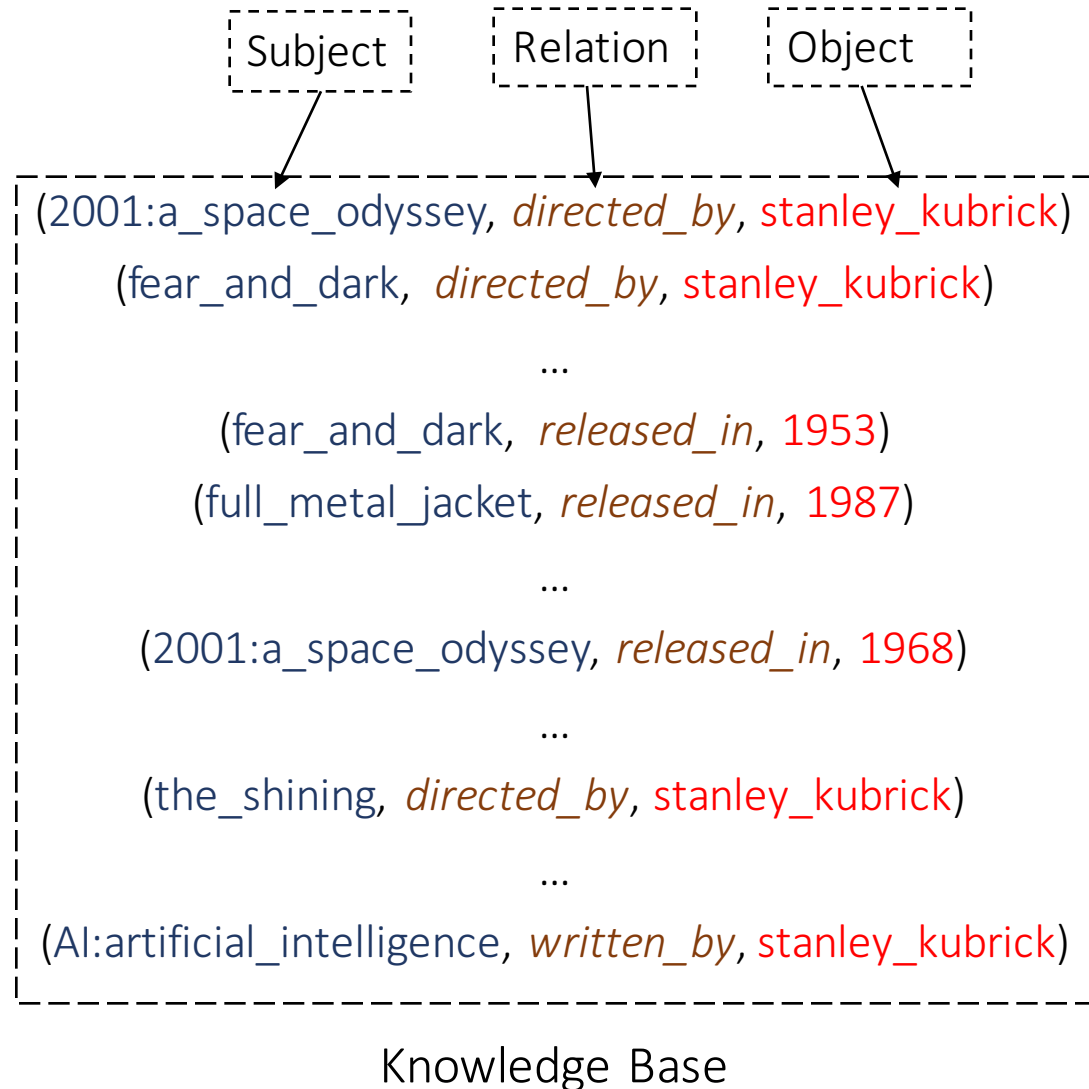 Subject Relation Object
(2001:a_space_odyssey, directed_by, stanley_kubrick)
(fear_and_dark, directed_by, stanley_kubrick)
...
(fear_and_dark, released_in, 1953)
(full_metal_jacket, released_in, 1987)
...
(2001:a_space_odyssey, released_in, 1968)
...
(the_shining, directed_by, stanley_kubrick)
...
(AI:artificial_intelligence, written_by, stanley_kubrick)
Knowledge Base